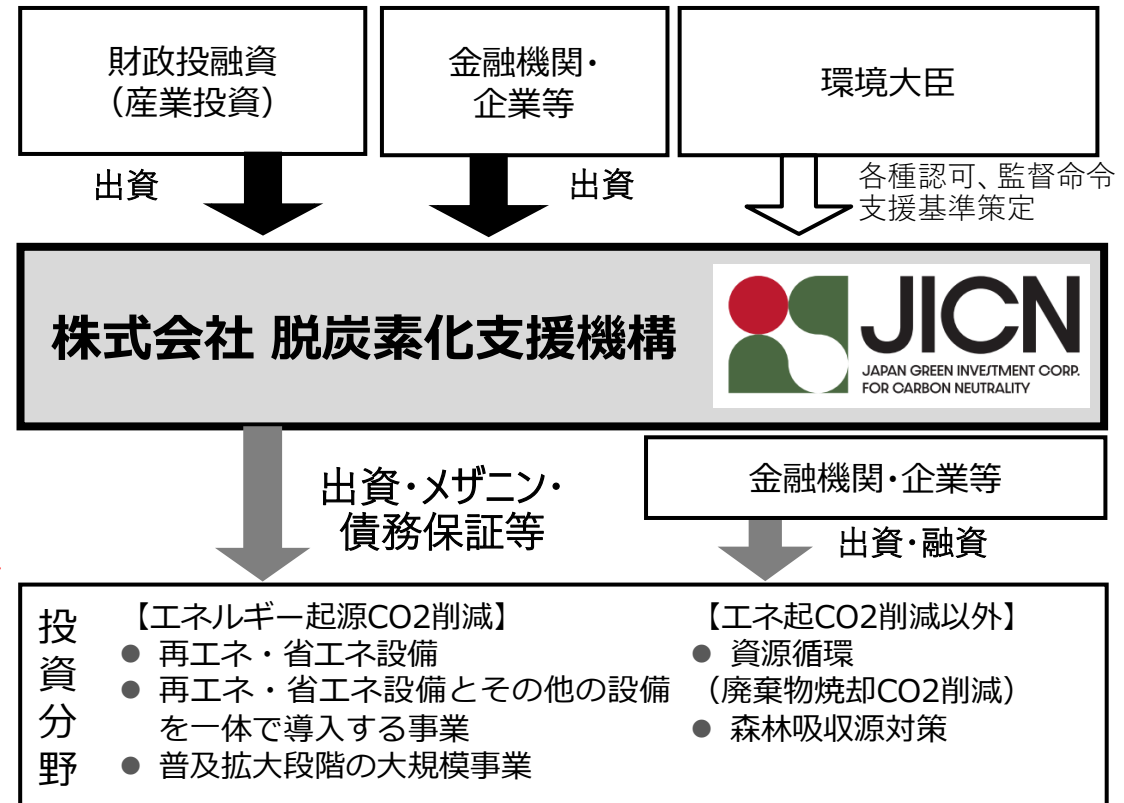 財政投融資
（産業投資）
金融機関・
企業等
環境大臣
出資
出資
各種認可、監督命令
支援基準策定
株式会社 脱炭素化支援機構
JICN
JAPAN GREEN INVESTMENT CORP.
FOR CARBON NEUTRALITY
出資・メザニン・
債務保証等
金融機関・企業等
出資・融資
投資分野
【エネルギー起源CO2削減】
● 再エネ・省エネ設備
● 再エネ・省エネ設備とその他の設備
を一体で導入する事業
● 普及拡大段階の大規模事業
【エネ起CO2削減以外】
● 資源循環
（廃棄物焼却CO2削減）
● 森林吸収源対策